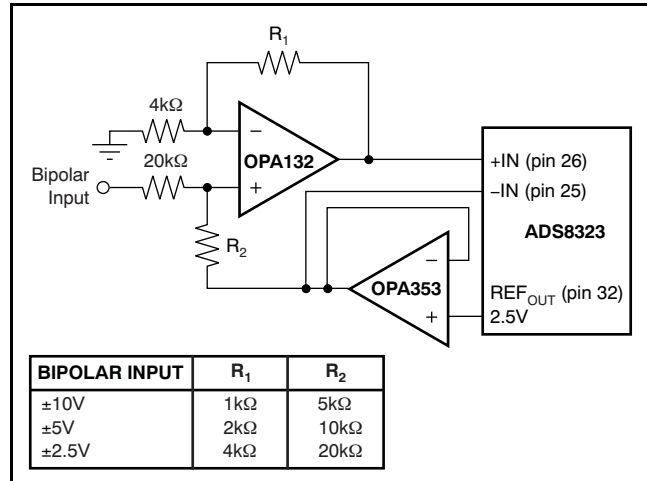 R1
4kΩ
−
20kΩ
OPA132
+IN (pin 26)
Bipolar
Input
+
−IN (pin 25)
ADS8323
R2
−
OPA353
REFOUT (pin 32)
+
2.5V
BIPOLAR INPUT R1 R2
±10V 1kΩ 5kΩ
±5V 2kΩ 10kΩ
±2.5V 4kΩ 20kΩ